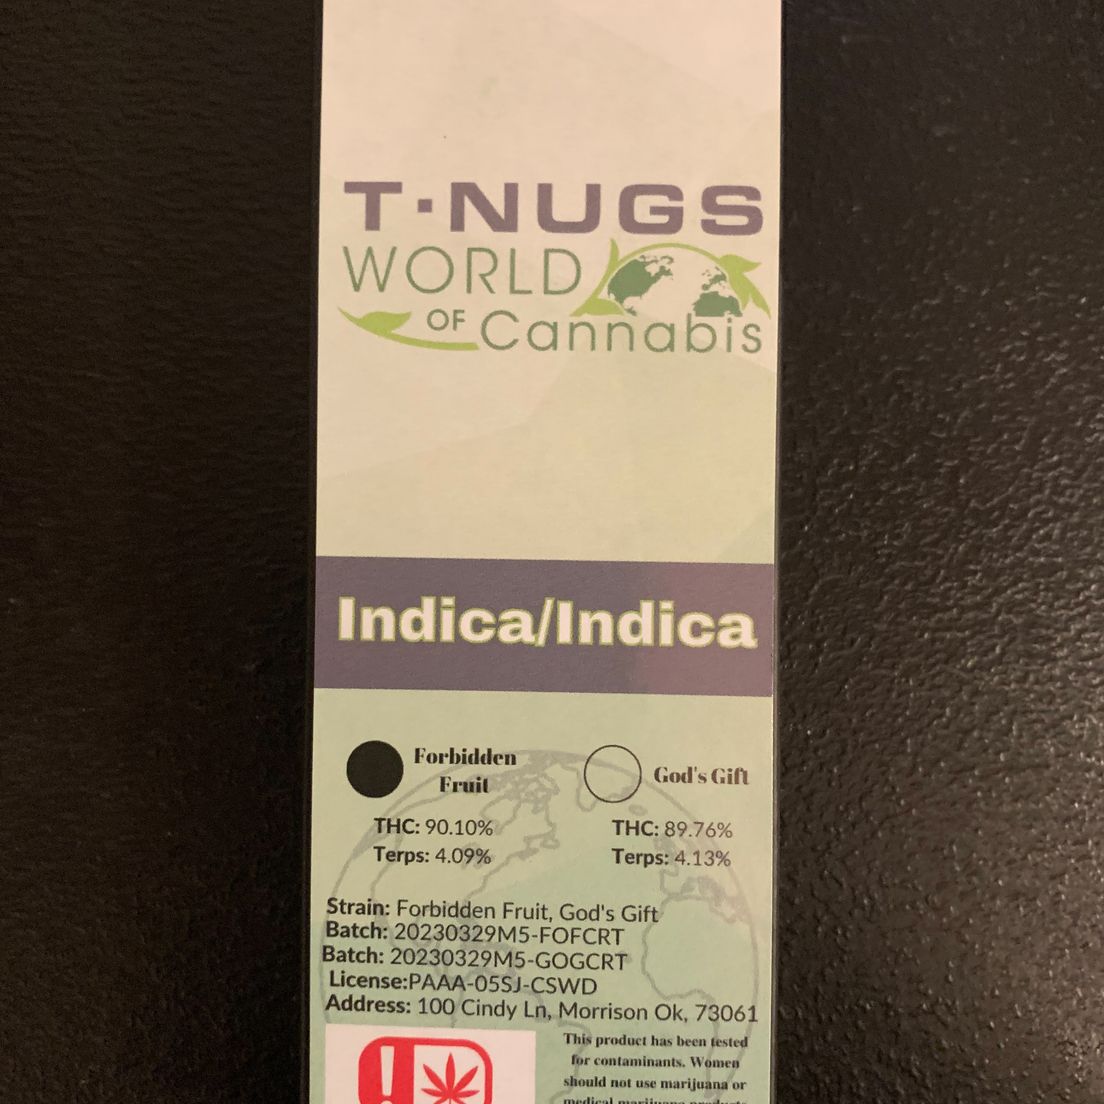 T·NUGS
WORLD
OF Cannabis
Indica/Indica
Forbidden Fruit
God's Gift
THC: 90.10%
Terps: 4.09%
THC: 89.76%
Terps: 4.13%
Strain: Forbidden Fruit, God's Gift
Batch: 20230329M5-FOFCRT
Batch: 20230329M5-GOGCRT
License:PAAA-05SJ-CSWD
Address: 100 Cindy Ln, Morrison Ok, 73061
!
This product has been tested
for contaminants. Women
should not use marijuana or
medical marijuana products